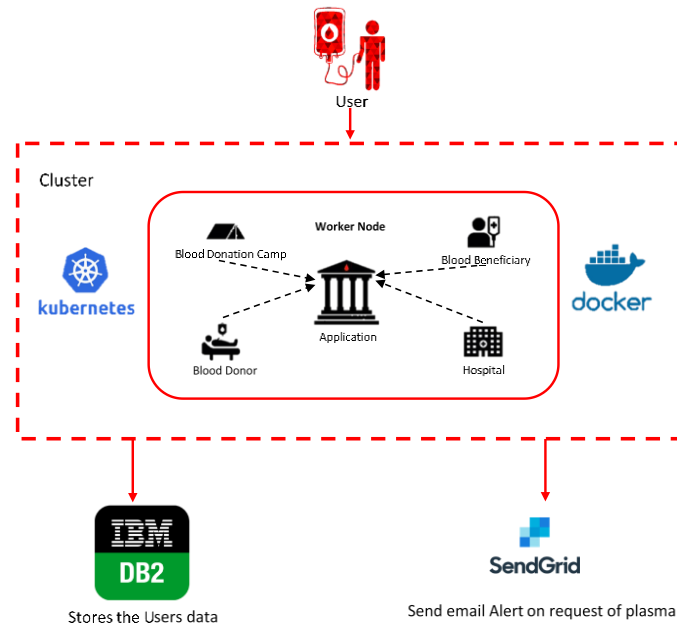 User
Cluster
Worker Node
Blood Donation Camp
Blood Beneficiary
kubernetes
docker
Application
Blood Donor
Hospital
IBM
DB2
SendGrid
Stores the Users data
Send email Alert on request of plasma